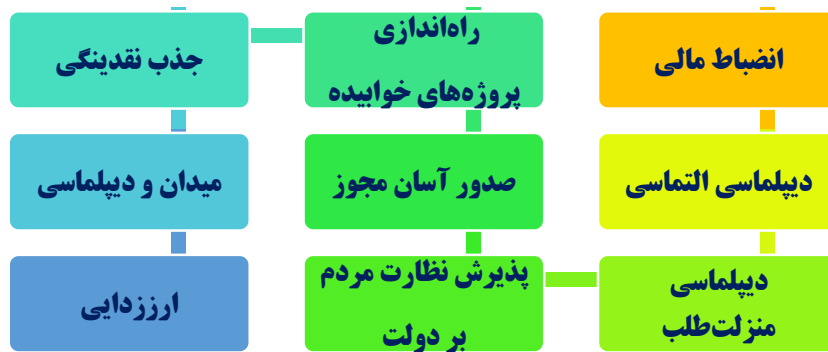 انضباط مالی
دیپلماسی التماسی
دیپلماسی
منزلت‌طلب
پذیرش نظارت مردم
بر دولت
صدور آسان مجوز
راه‌اندازی
پروژه‌های خوابیده
جذب نقدینگی
میدان و دیپلماسی
ارززدایی